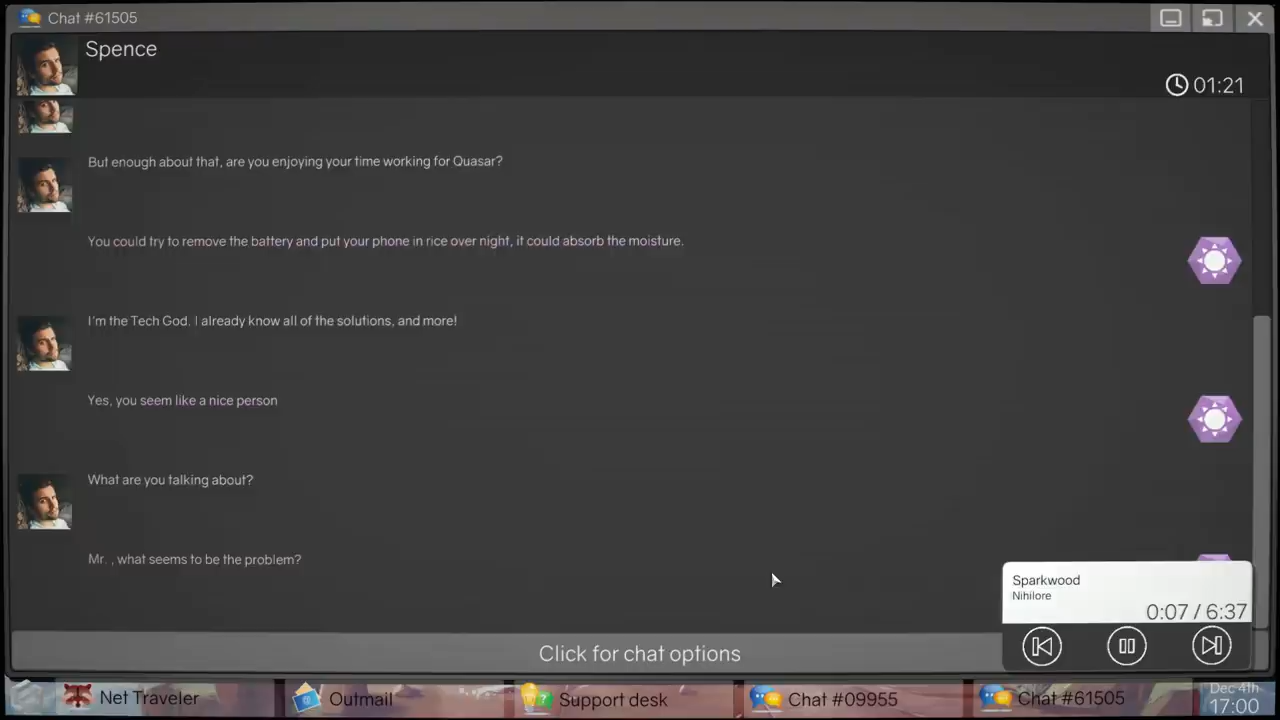 Chat #61505
Spence
01:21
But enough about that, are you enjoying your time working for Quasar?
You could try to remove the battery and put your phone in rice over night, it could absorb the moisture.
I'm the Tech God. I already know all of the solutions, and more!
Yes, you seem like a nice person
What are you talking about?
Mr. , what seems to be the problem?
Sparkwood
Nihilore
0:07 / 6:37
Click for chat options
Net Traveler
Outmail
Support desk
Chat #09955
Chat #61505
Dec 4th
17:00